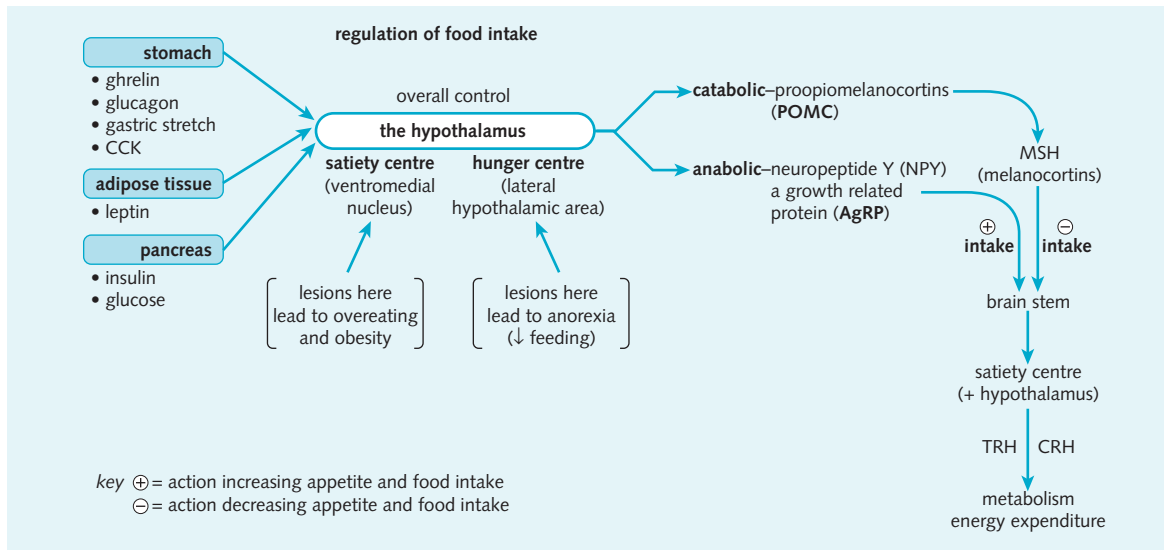 regulation of food intake
stomach
• ghrelin
• glucagon
• gastric stretch
• CCK
adipose tissue
• leptin
pancreas
• insulin
• glucose
overall control
the hypothalamus
satiety centre
(ventromedial
nucleus)
hunger centre
(lateral
hypothalamic area)
lesions here
lead to overeating
and obesity
lesions here
lead to anorexia
(↓ feeding)
catabolic–proopiomelanocortins
(POMC)
anabolic–neuropeptide Y (NPY)
a growth related
protein (AgRP)
MSH
(melanocortins)
⊕
intake
⊖
intake
brain stem
satiety centre
(+ hypothalamus)
TRH CRH
metabolism
energy expenditure
key ⊕ = action increasing appetite and food intake
⊖ = action decreasing appetite and food intake